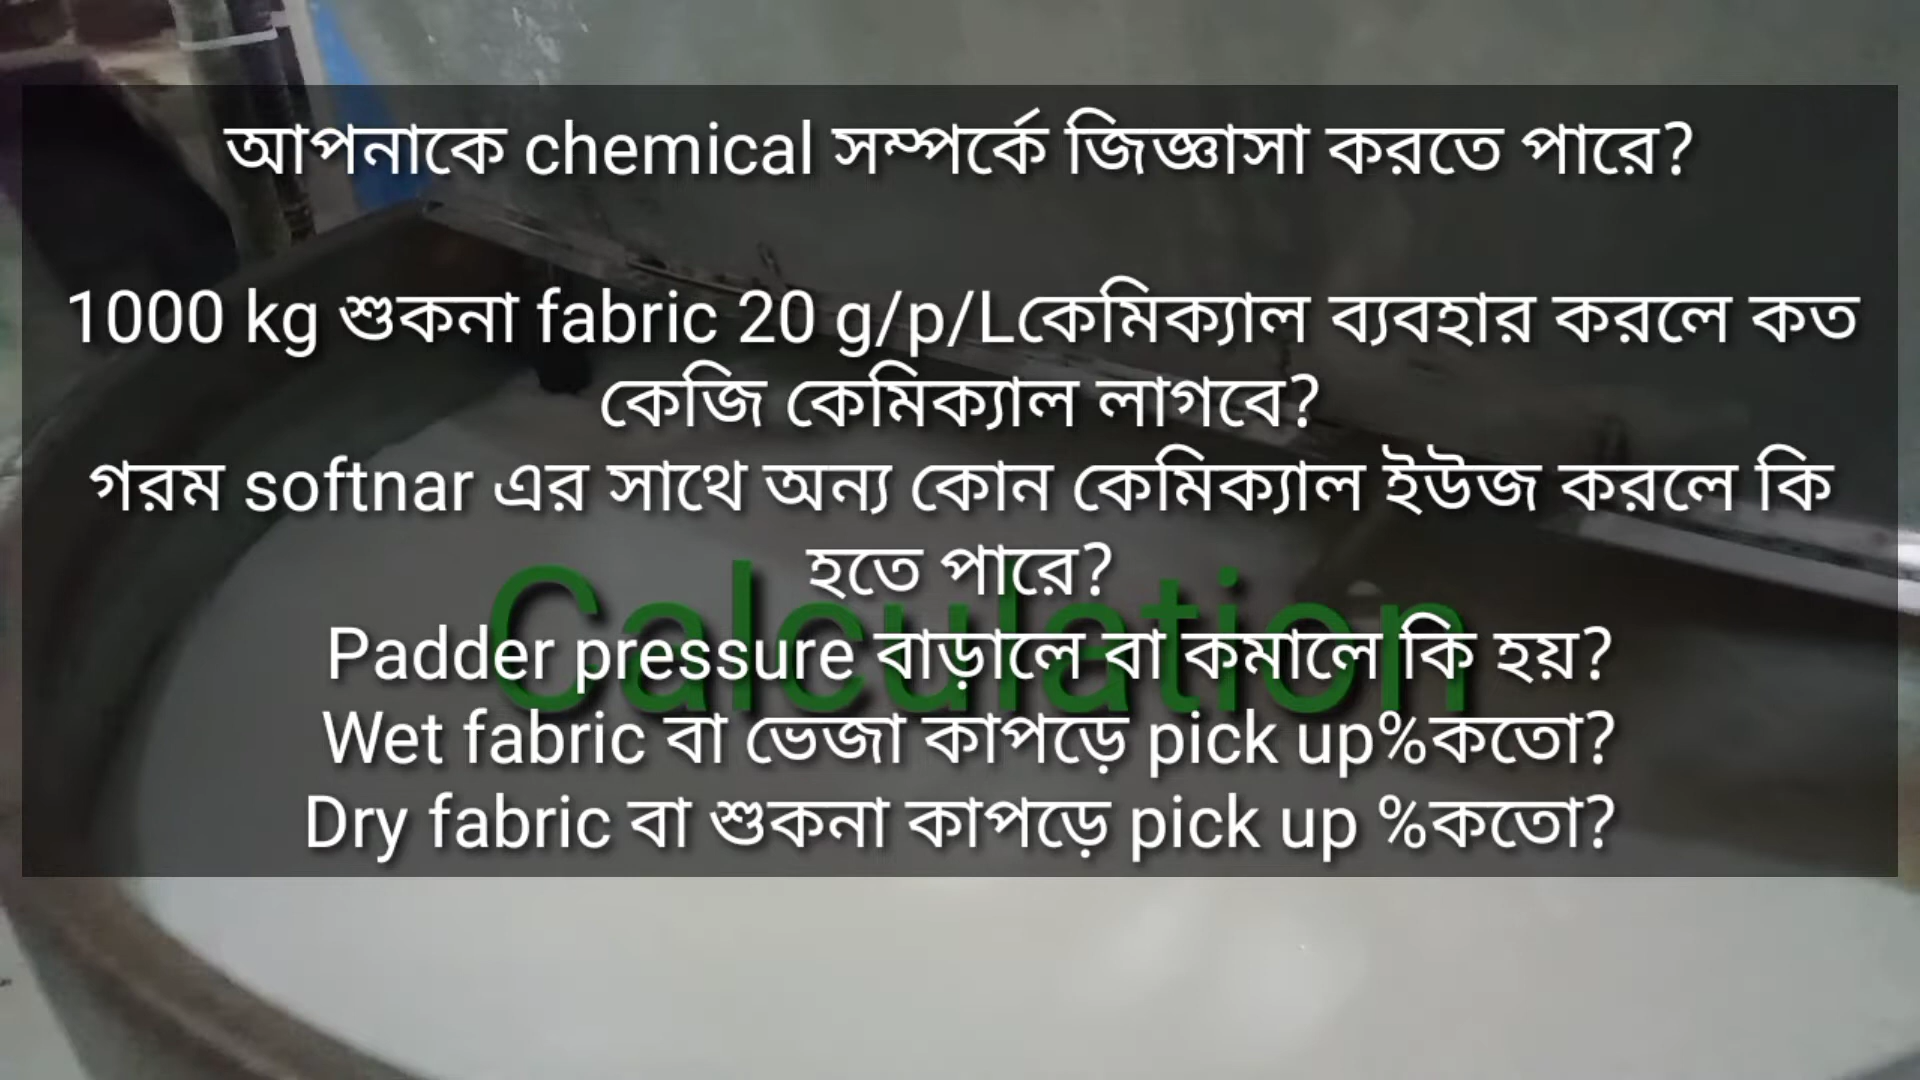 আপনাকে chemical সম্পর্কে জিজ্ঞাসা করতে পারে?
1000 kg শুকনা fabric 20 g/p/Lকেমিক্যাল ব্যবহার করলে কত
কেজি কেমিক্যাল লাগবে?
গরম softnar এর সাথে অন্য কোন কেমিক্যাল ইউজ করলে কি
হতে পারে?
Calculation
Padder pressure বাড়ালে বা কমালে কি হয়?
Wet fabric বা ভেজা কাপড়ে pick up%কতো?
Dry fabric বা শুকনা কাপড়ে pick up %কতো?